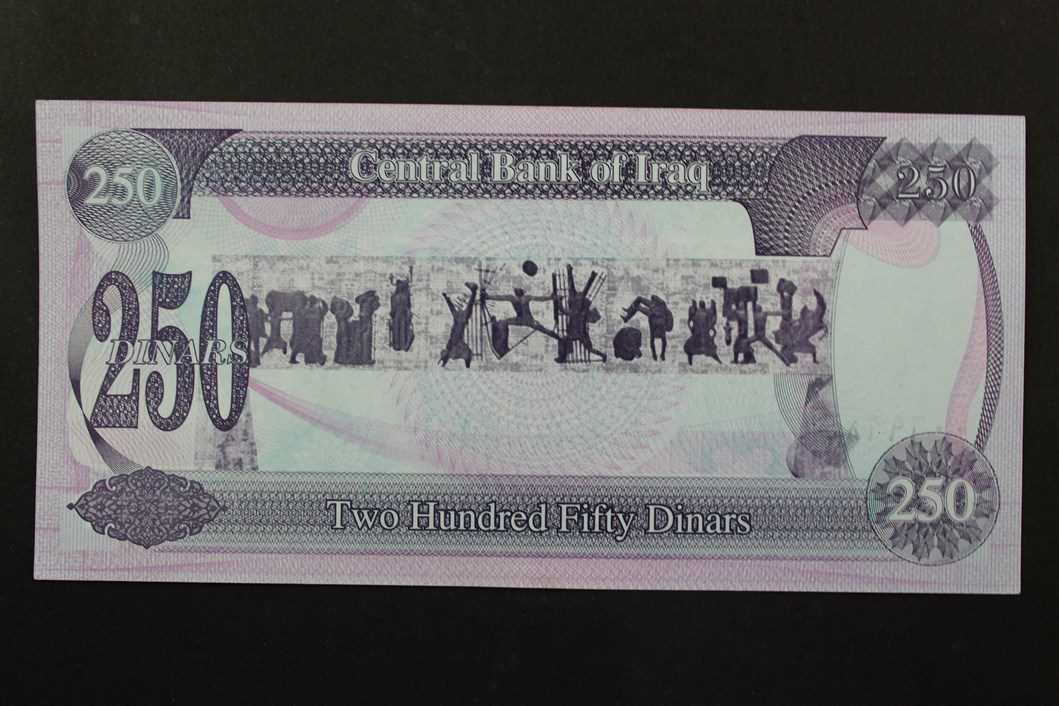 250
Central Bank of Iraq
250
250
DINARS
Two Hundred Fifty Dinars
250